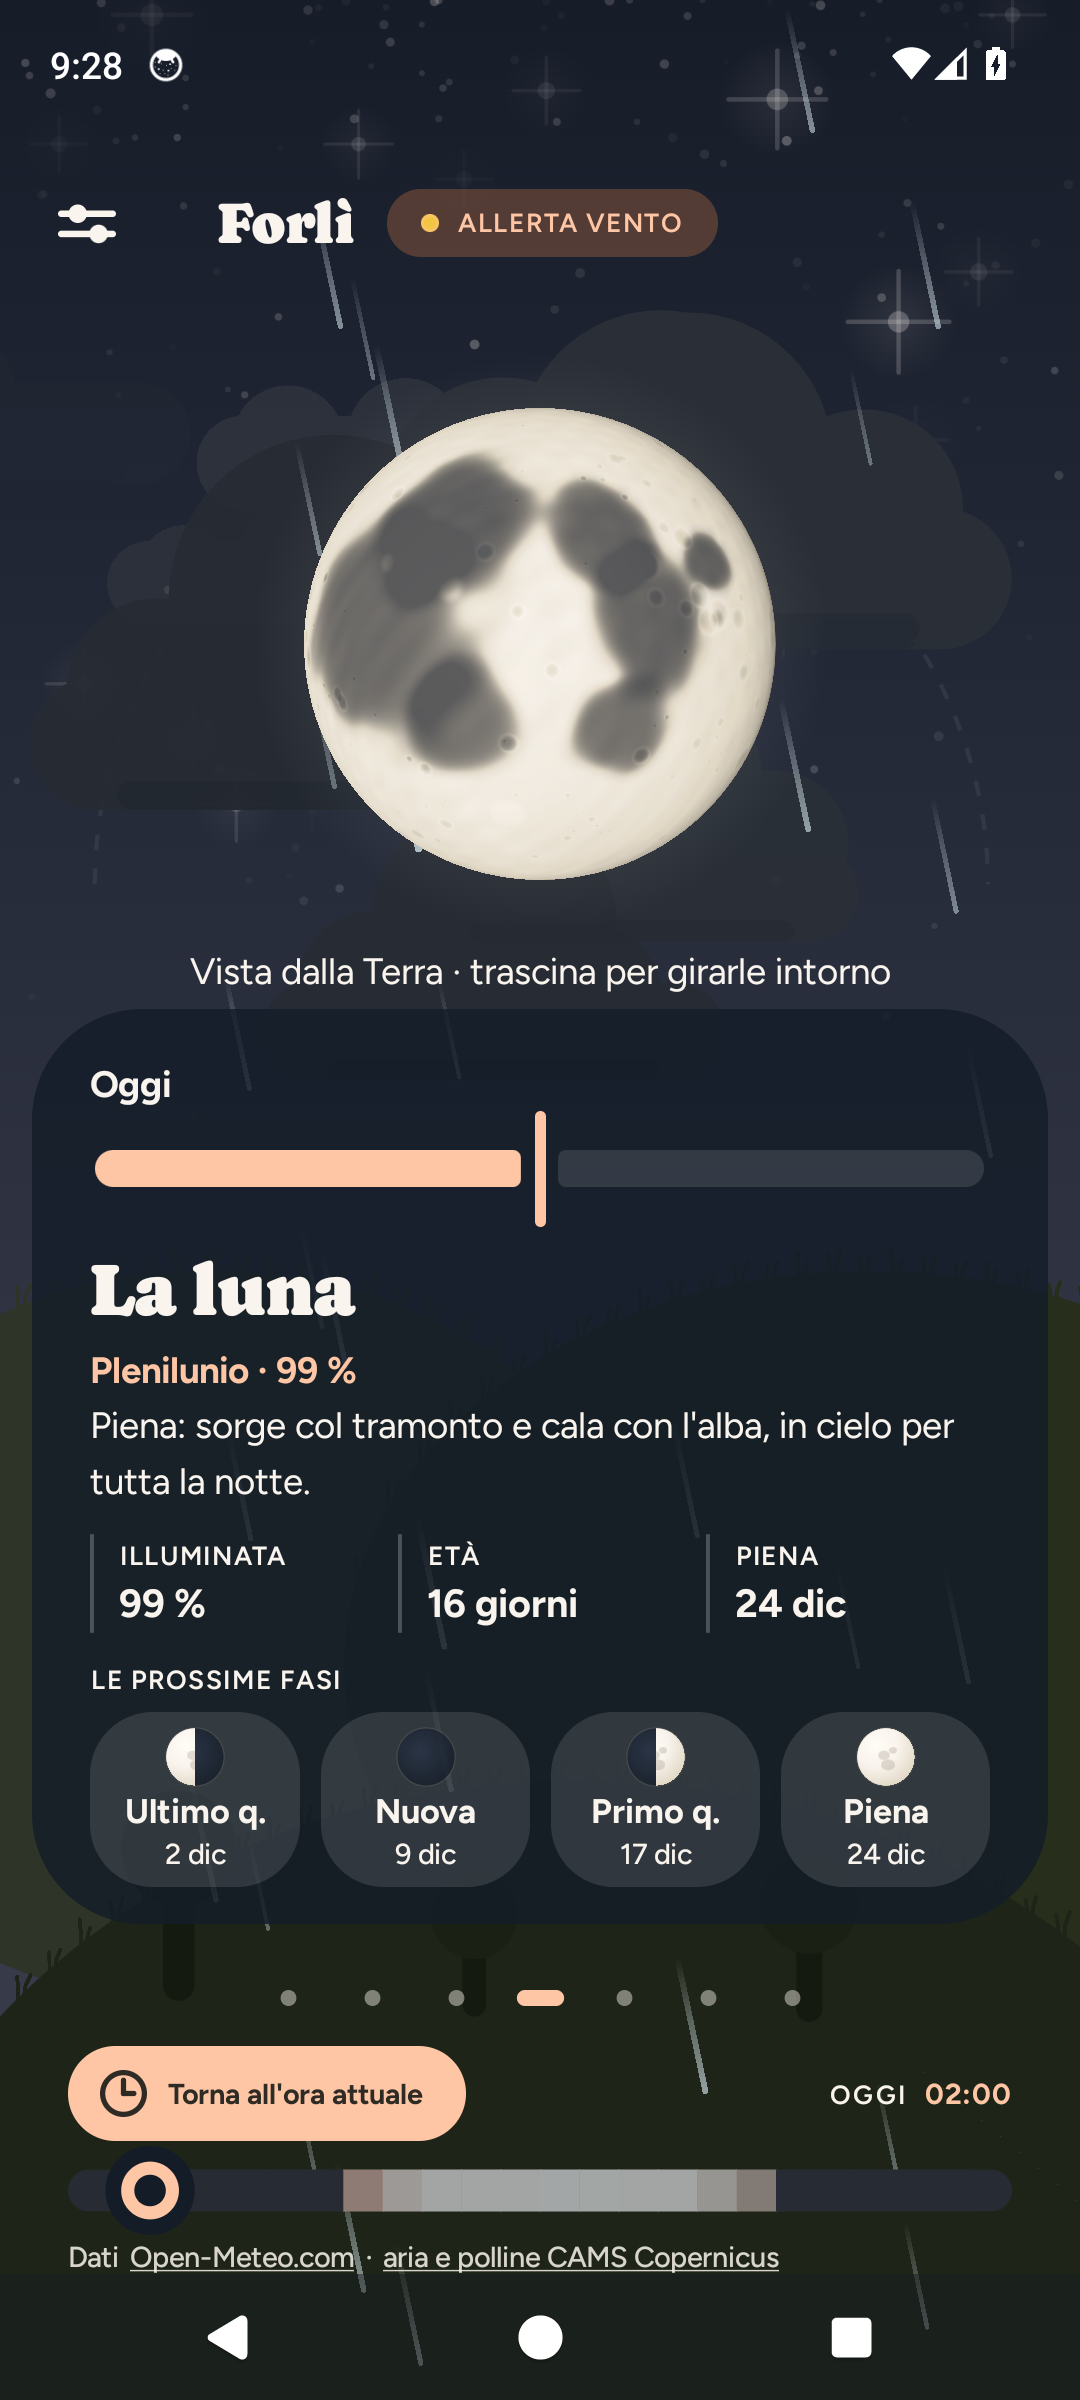 9:28
Forlì
ALLERTA VENTO
Vista dalla Terra · trascina per girarle intorno
Oggi
La luna
Plenilunio · 99 %
Piena: sorge col tramonto e cala con l'alba, in cielo per
tutta la notte.
ILLUMINATA ETÀ PIENA
99 % 16 giorni 24 dic
LE PROSSIME FASI
Ultimo q. Nuova Primo q. Piena
2 dic 9 dic 17 dic 24 dic
Torna all'ora attuale OGGI 02:00
Dati Open-Meteo.com · aria e polline CAMS Copernicus